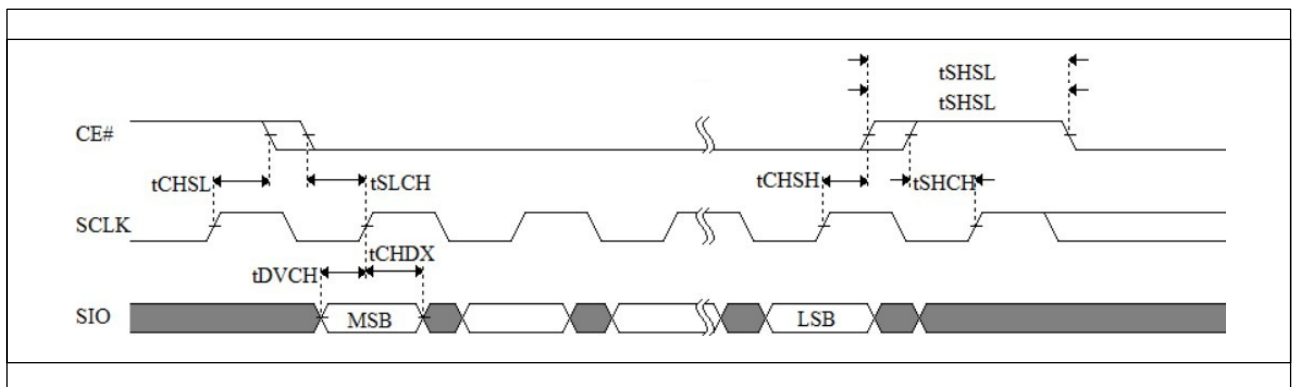 tSHSL
tSHSL
CE#
tCHSL
tSLCH
tCHSH
tSHCH
SCLK
tCHDX
tDVCH
SIO
MSB
LSB